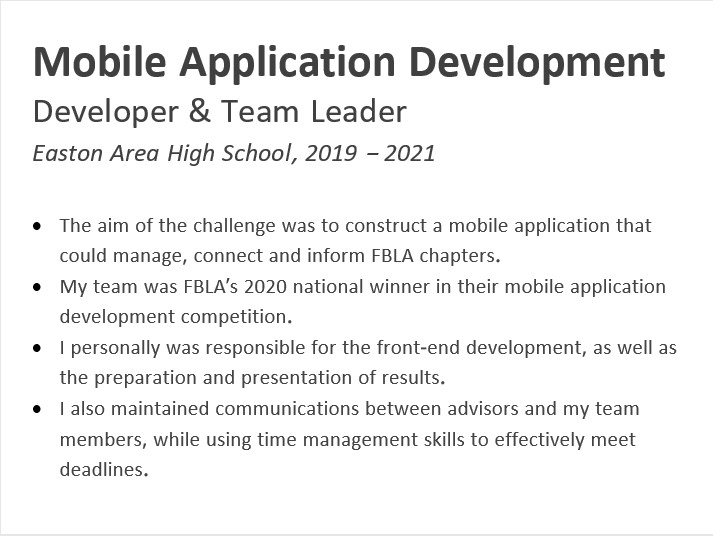 Mobile Application Development
Developer & Team Leader
Easton Area High School, 2019 – 2021
• The aim of the challenge was to construct a mobile application that
could manage, connect and inform FBLA chapters.
• My team was FBLA’s 2020 national winner in their mobile application
development competition.
• I personally was responsible for the front-end development, as well as
the preparation and presentation of results.
• I also maintained communications between advisors and my team
members, while using time management skills to effectively meet
deadlines.